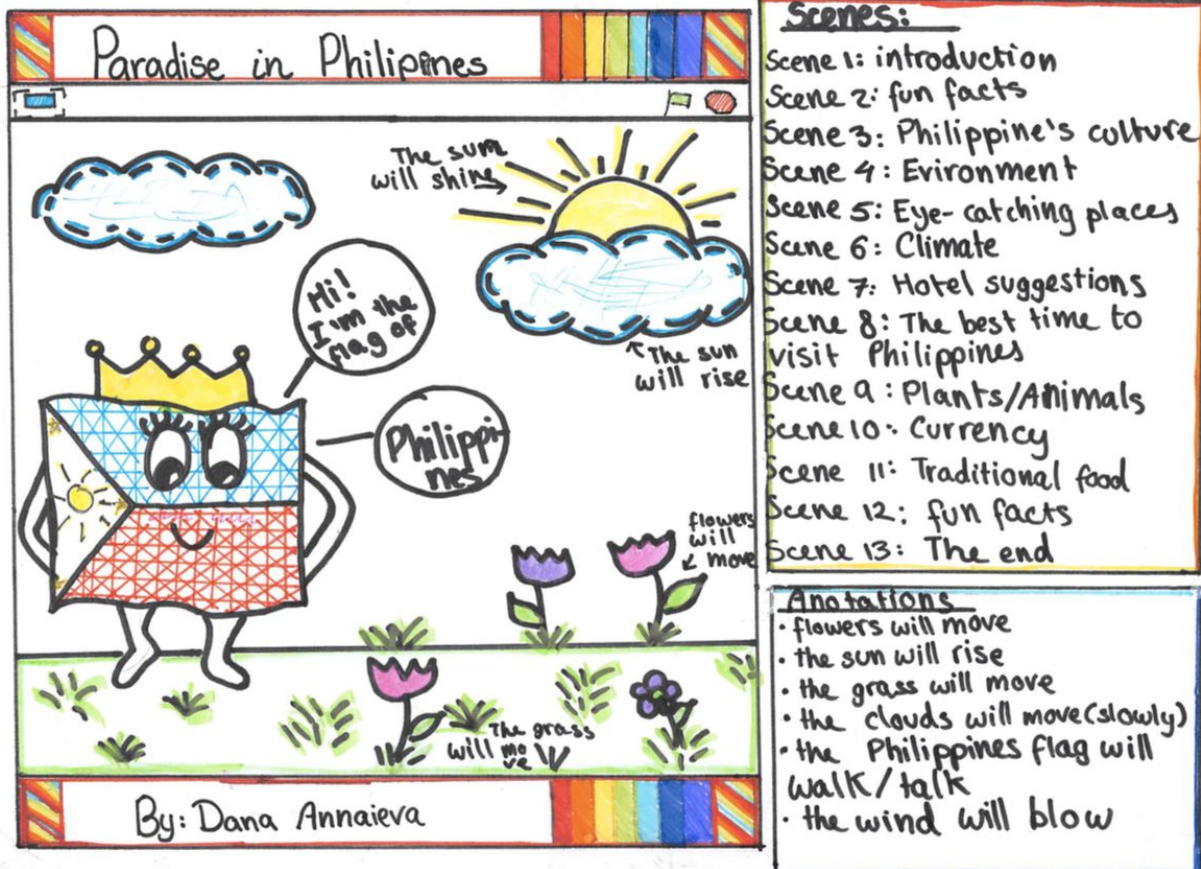 Paradise in Philipines
The sun
will shine
Hi!
I'm the
flag of
Philippi-
nes
The sun
will rise
flowers
will
move
The grass
will mo
ve
By: Dana Annaieva
Scenes:
Scene 1: introduction
Scene 2: fun facts
Scene 3: Philippine's culture
Scene 4: Evironment
Scene 5: Eye-catching places
Scene 6: Climate
Scene 7: Hotel suggestions
Scene 8: The best time to
visit Philippines
Scene 9: Plants/Animals
Scene 10: Currency
Scene 11: Traditional food
Scene 12: fun facts
Scene 13: The end
Anotations
• flowers will move
• the sun will rise
• the grass will move
• the clouds will move(slowly)
• the Philippines flag will
walk/talk
• the wind will blow